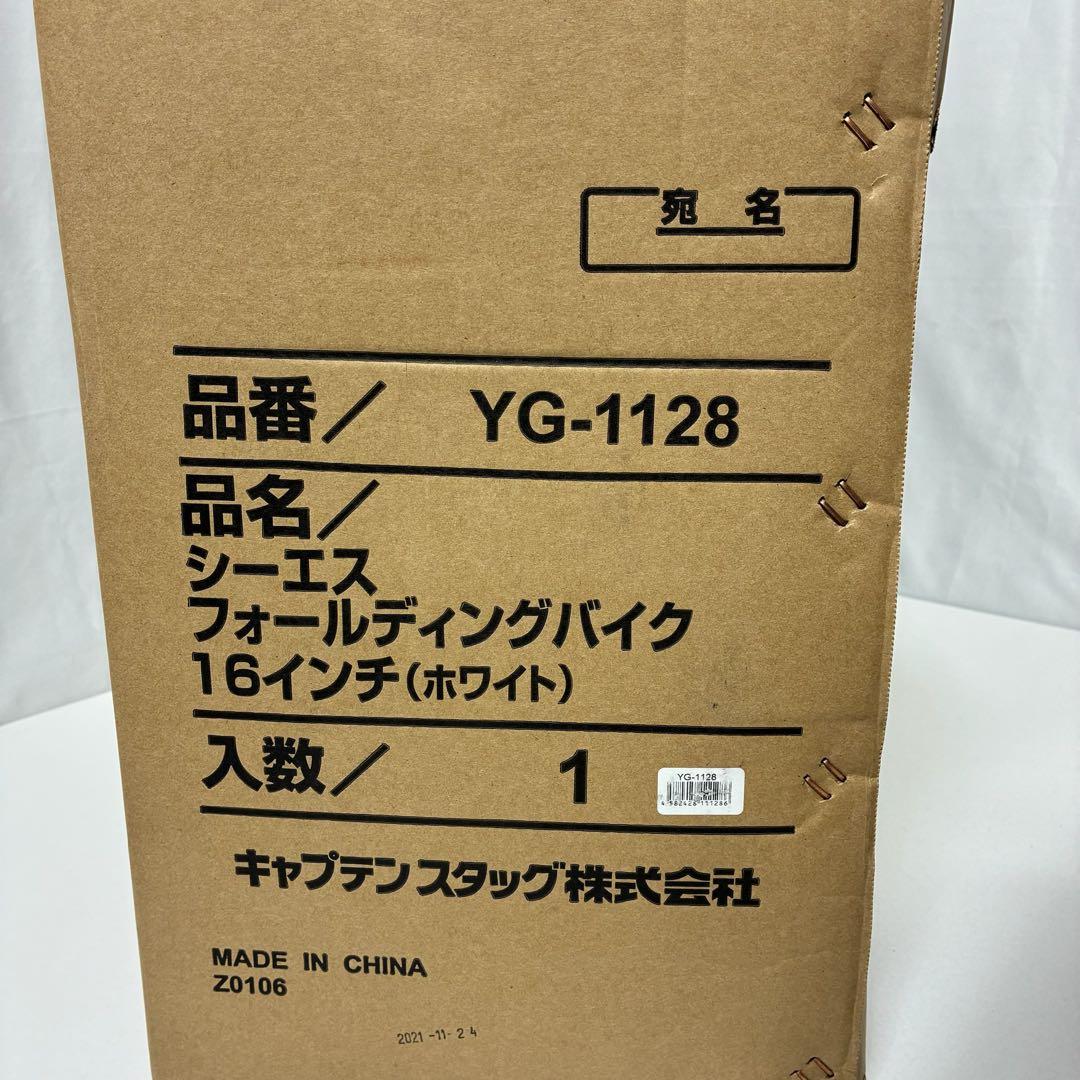 宛 名
品番／ YG-1128
品名／
シーエス
フォールディングバイク
16インチ(ホワイト)
入数／ 1
YG-1128
4 982428 111286
キャプテンスタッグ株式会社
MADE IN CHINA
Z0106
2021-11-24